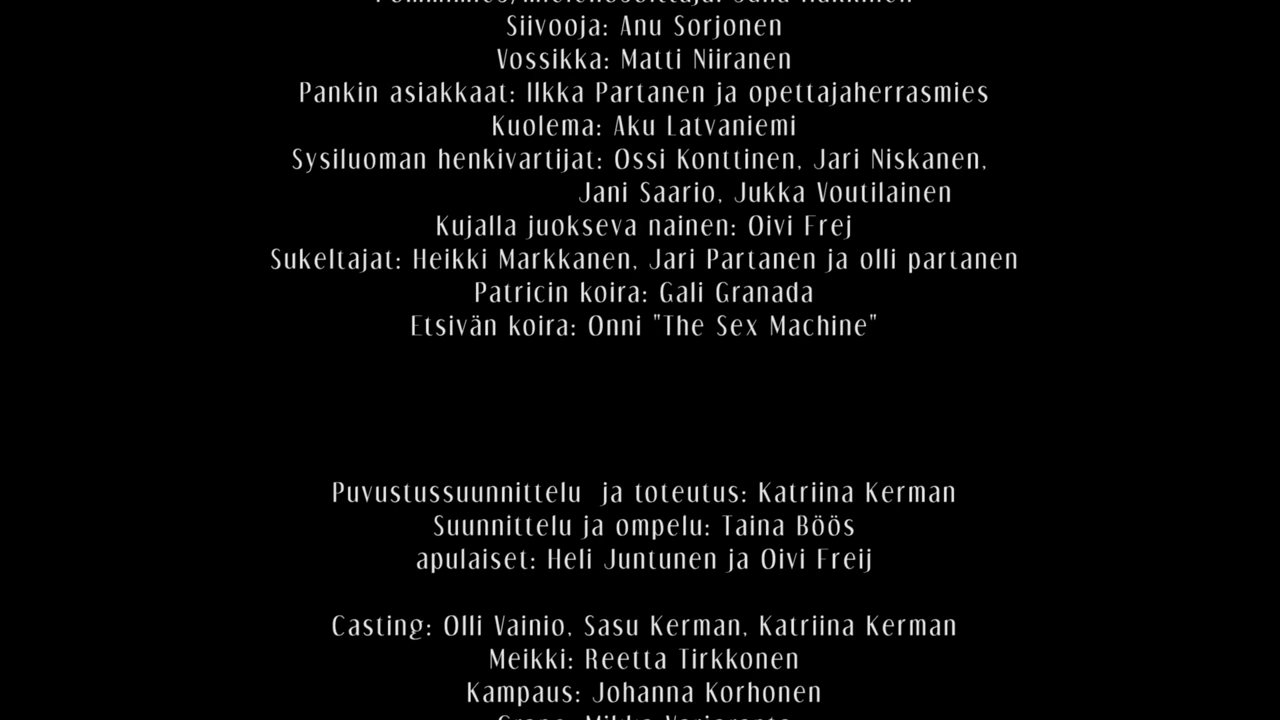 Siivooja: Anu Sorjonen
Vossikka: Matti Niiranen
Pankin asiakkaat: Ilkka Partanen ja opettajaherrasmies
Kuolema: Aku Latvaniemi
Sysiluoman henkivartijat: Ossi Konttinen, Jari Niskanen,
Jani Saario, Jukka Voutilainen
Kujalla juokseva nainen: Oivi Frej
Sukeltajat: Heikki Markkanen, Jari Partanen ja olli partanen
Patricin koira: Gali Granada
Etsivän koira: Onni "The Sex Machine"
Puvustussuunnittelu ja toteutus: Katriina Kerman
Suunnittelu ja ompelu: Taina Böös
apulaiset: Heli Juntunen ja Oivi Freij
Casting: Olli Vainio, Sasu Kerman, Katriina Kerman
Meikki: Reetta Tirkkonen
Kampaus: Johanna Korhonen